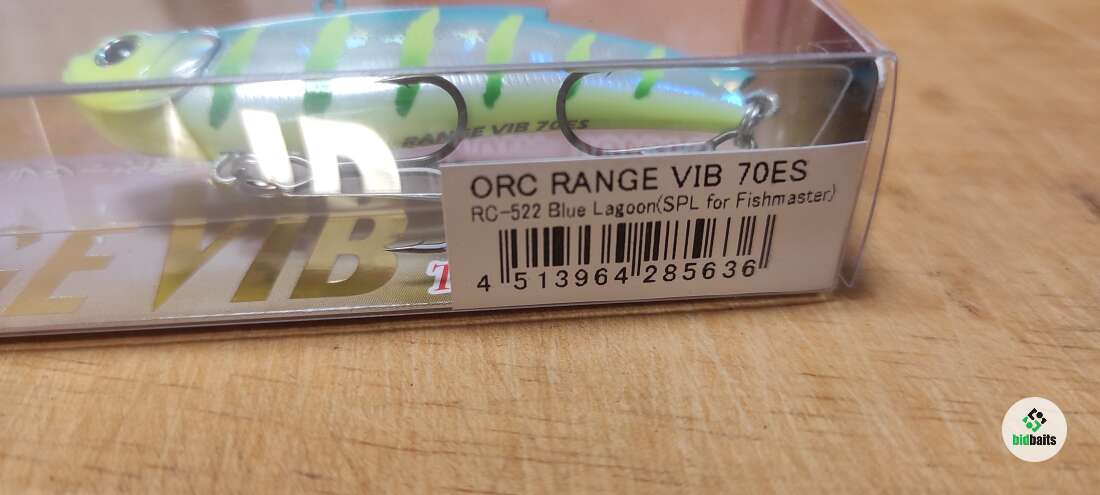 RANGE VIB 70ES
ORC RANGE VIB 70ES
RC-522 Blue Lagoon(SPL for Fishmaster)
GE VIB
T
4 513964 285636
bidbaits